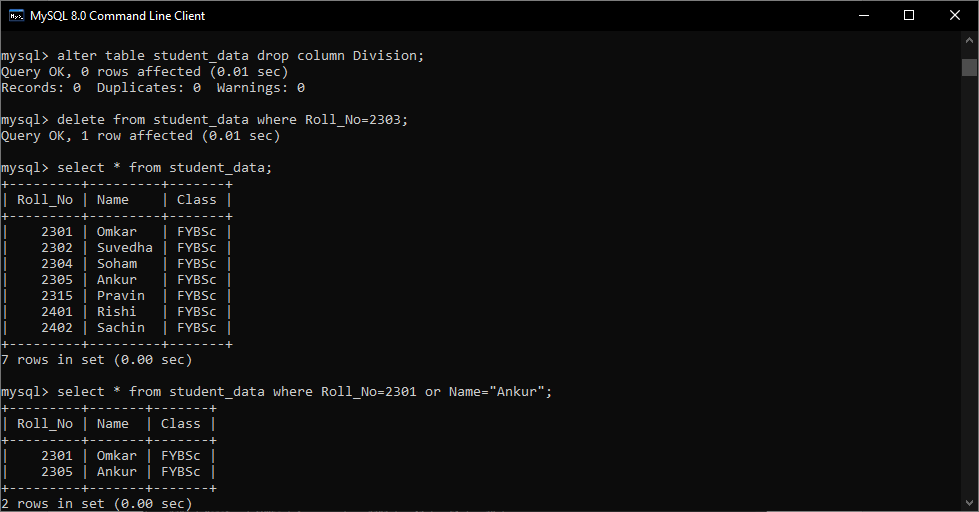 MySQL 8.0 Command Line Client
mysql> alter table student_data drop column Division;
Query OK, 0 rows affected (0.01 sec)
Records: 0  Duplicates: 0  Warnings: 0
mysql> delete from student_data where Roll_No=2303;
Query OK, 1 row affected (0.01 sec)
mysql> select * from student_data;
+---------+---------+-------+
| Roll_No | Name    | Class |
+---------+---------+-------+
|    2301 | Omkar   | FYBSc |
|    2302 | Suvedha | FYBSc |
|    2304 | Soham   | FYBSc |
|    2305 | Ankur   | FYBSc |
|    2315 | Pravin  | FYBSc |
|    2401 | Rishi   | FYBSc |
|    2402 | Sachin  | FYBSc |
+---------+---------+-------+
7 rows in set (0.00 sec)
mysql> select * from student_data where Roll_No=2301 or Name="Ankur";
+---------+-------+-------+
| Roll_No | Name  | Class |
+---------+-------+-------+
|    2301 | Omkar | FYBSc |
|    2305 | Ankur | FYBSc |
+---------+-------+-------+
2 rows in set (0.00 sec)